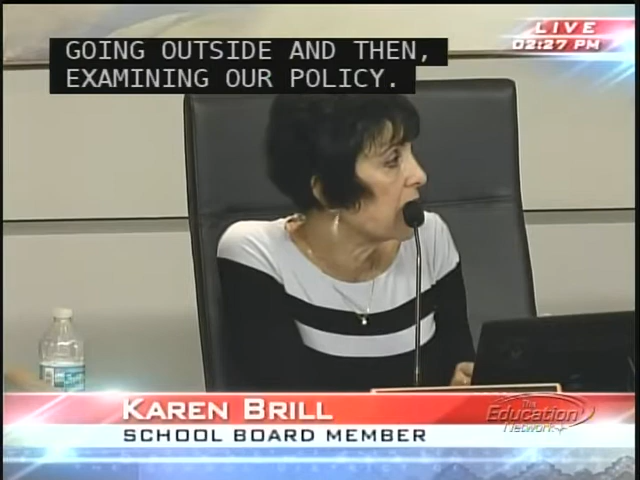 LIVE
02:27 PM
GOING OUTSIDE AND THEN,
EXAMINING OUR POLICY.
KAREN BRILL
SCHOOL BOARD MEMBER
The
Education
Network